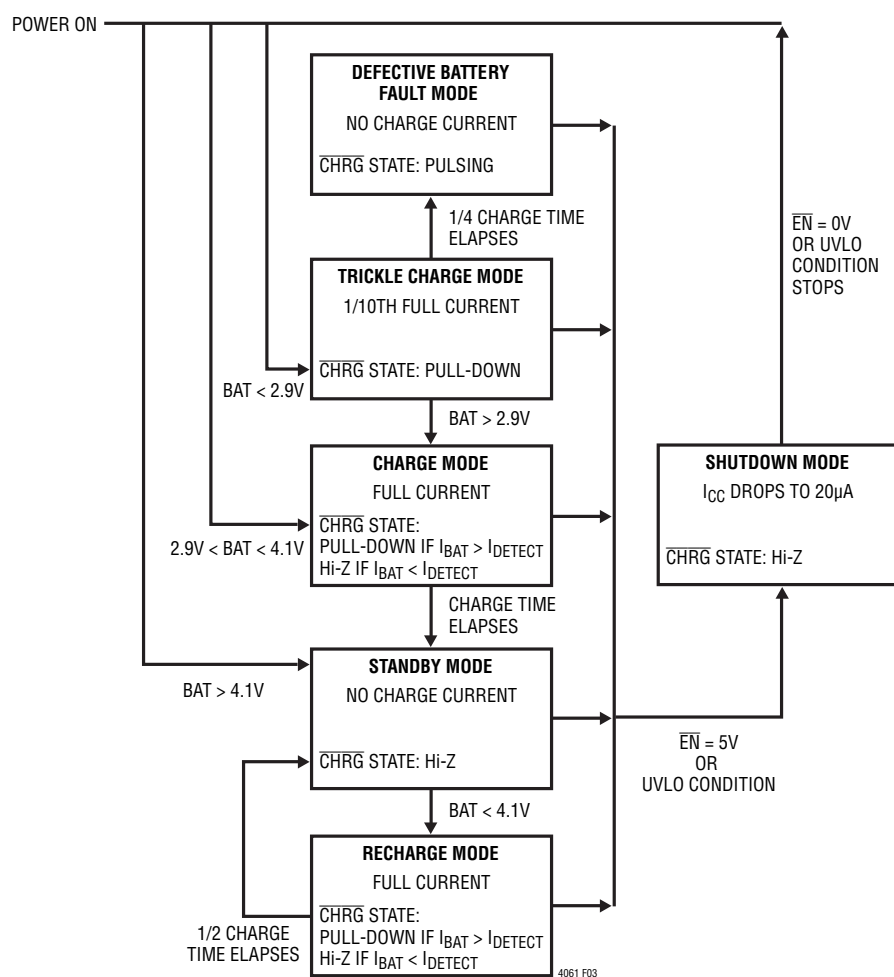 POWER ON
DEFECTIVE BATTERY
FAULT MODE
NO CHARGE CURRENT
CHRG STATE: PULSING
1/4 CHARGE TIME
ELAPSES
EN = 0V
OR UVLO
CONDITION
STOPS
TRICKLE CHARGE MODE
1/10TH FULL CURRENT
CHRG STATE: PULL-DOWN
BAT < 2.9V
BAT > 2.9V
CHARGE MODE
FULL CURRENT
CHRG STATE:
PULL-DOWN IF IBAT > IDETECT
Hi-Z IF IBAT < IDETECT
2.9V < BAT < 4.1V
SHUTDOWN MODE
ICC DROPS TO 20µA
CHRG STATE: Hi-Z
CHARGE TIME
ELAPSES
STANDBY MODE
NO CHARGE CURRENT
CHRG STATE: Hi-Z
BAT > 4.1V
EN = 5V
OR
UVLO CONDITION
BAT < 4.1V
RECHARGE MODE
FULL CURRENT
CHRG STATE:
PULL-DOWN IF IBAT > IDETECT
Hi-Z IF IBAT < IDETECT
1/2 CHARGE
TIME ELAPSES
4061 F03